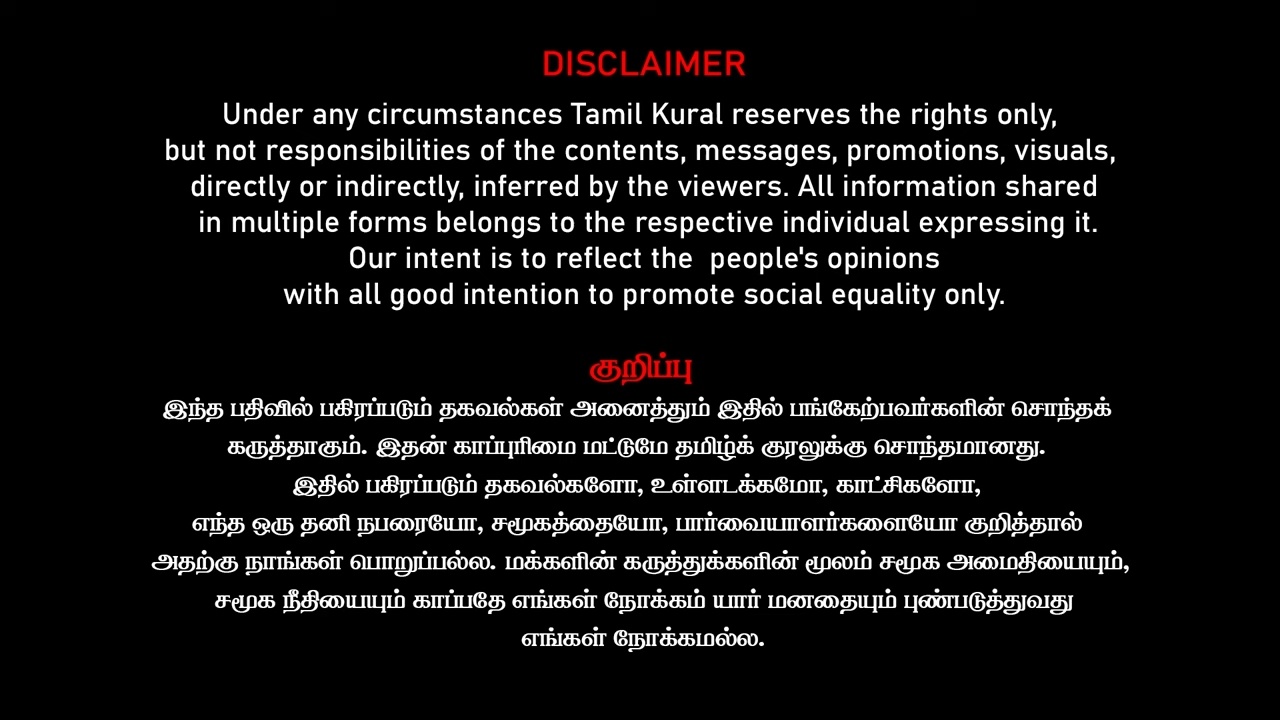 DISCLAIMER
Under any circumstances Tamil Kural reserves the rights only,
but not responsibilities of the contents, messages, promotions, visuals,
directly or indirectly, inferred by the viewers. All information shared
in multiple forms belongs to the respective individual expressing it.
Our intent is to reflect the  people's opinions
with all good intention to promote social equality only.
குறிப்பு
இந்த பதிவில் பகிரப்படும் தகவல்கள் அனைத்தும் இதில் பங்கேற்பவர்களின் சொந்தக்
கருத்தாகும். இதன் காப்புரிமை மட்டுமே தமிழ்க் குரலுக்கு சொந்தமானது.
இதில் பகிரப்படும் தகவல்களோ, உள்ளடக்கமோ, காட்சிகளோ,
எந்த ஒரு தனி நபரையோ, சமூகத்தையோ, பார்வையாளர்களையோ குறித்தால்
அதற்கு நாங்கள் பொறுப்பல்ல. மக்களின் கருத்துக்களின் மூலம் சமூக அமைதியையும்,
சமூக நீதியையும் காப்பதே எங்கள் நோக்கம் யார் மனதையும் புண்படுத்துவது
எங்கள் நோக்கமல்ல.